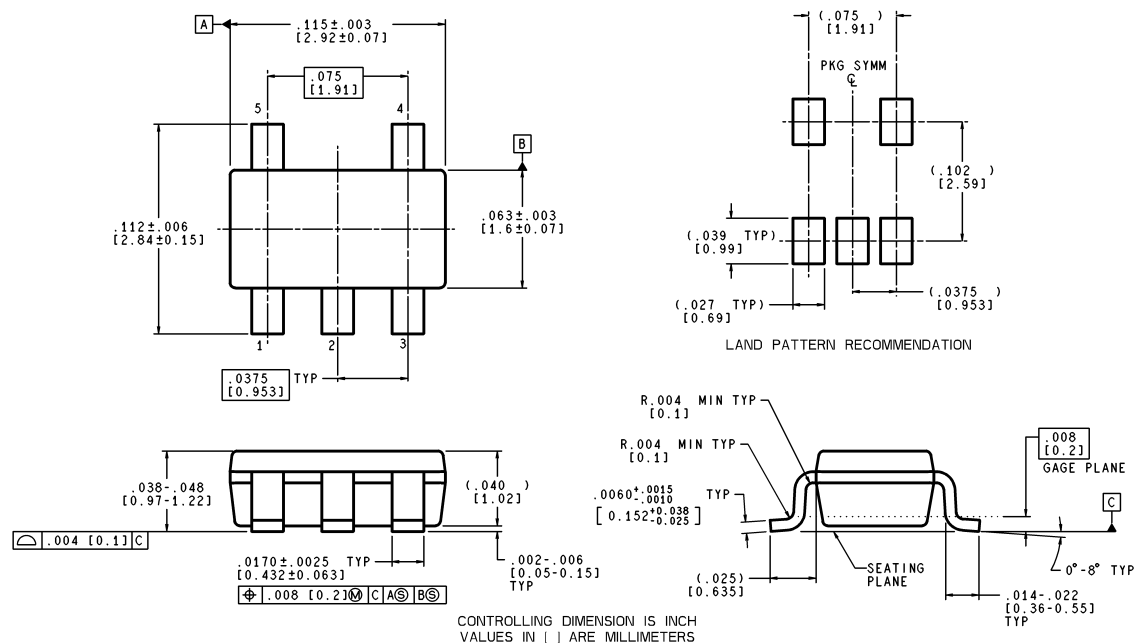 A
.115±.003
[2.92±0.07]
.075
[1.91]
5
4
B
.112±.006
[2.84±0.15]
.063±.003
[1.6±0.07]
1
2
3
.0375 TYP
[0.953]
(.075 )
[1.91]
PKG SYMM
℄
(.102 )
[2.59]
(.039 TYP)
[0.99]
(.027 TYP)
[0.69]
(.0375 )
[0.953]
LAND PATTERN RECOMMENDATION
.038-.048
[0.97-1.22]
(.040 )
[1.02]
⌓ .004 [0.1] C
.0170±.0025 TYP
[0.432±0.063]
⌖ .008 [0.2]Ⓜ C AⓈ BⓈ
.002-.006
[0.05-0.15]
TYP
R.004 MIN TYP
[0.1]
R.004 MIN TYP
[0.1]
.008
[0.2]
GAGE PLANE
.0060+.0015-.0010 TYP
[0.152+0.038-0.025]
C
SEATING
PLANE
(.025)
[0.635]
0°-8° TYP
.014-.022
[0.36-0.55]
TYP
CONTROLLING DIMENSION IS INCH
VALUES IN [ ] ARE MILLIMETERS